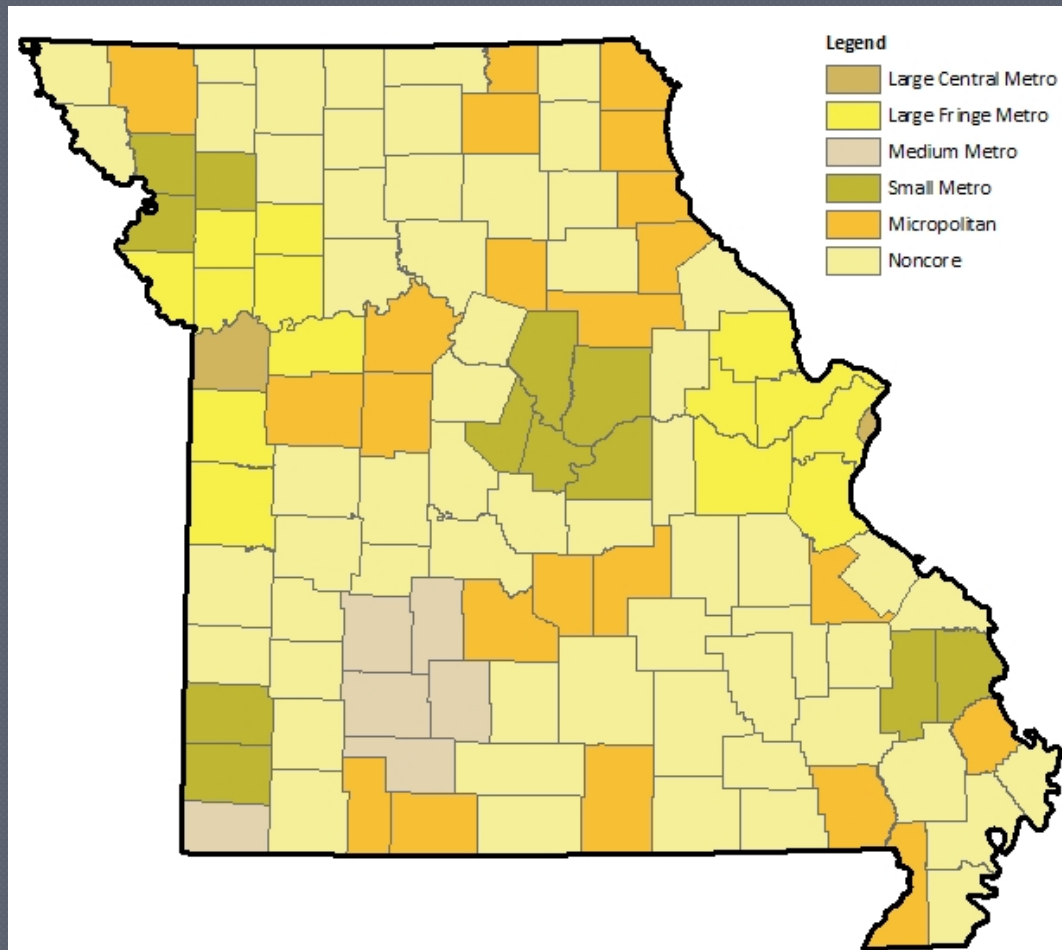 Legend
Large Central Metro
Large Fringe Metro
Medium Metro
Small Metro
Micropolitan
Noncore